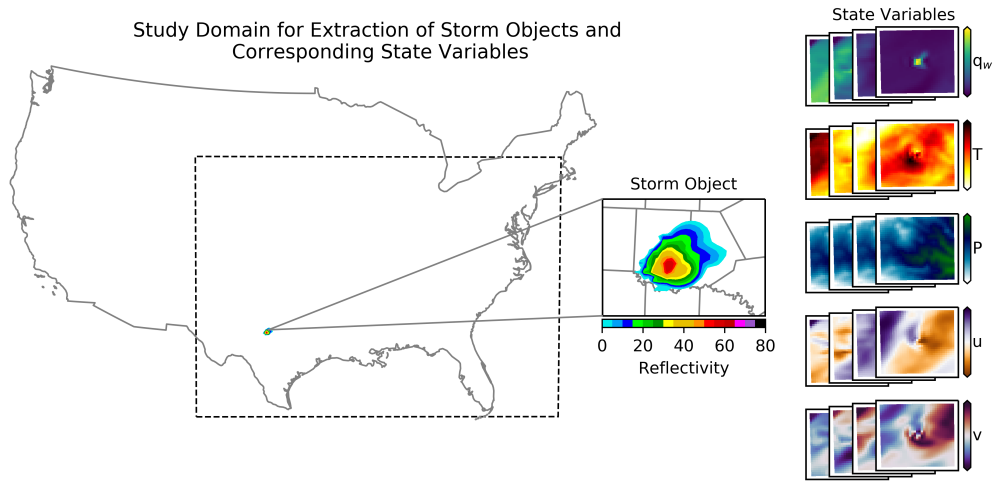 Study Domain for Extraction of Storm Objects and
Corresponding State Variables
Storm Object
0 20 40 60 80
Reflectivity
State Variables
qw
T
P
u
v